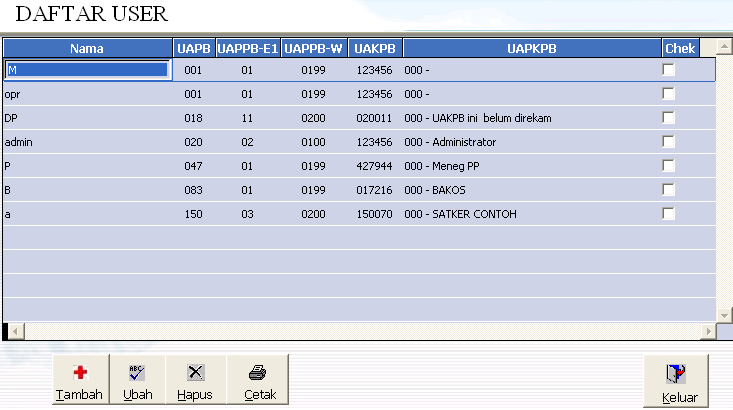 DAFTAR USER
Nama UAPB UAPPB-E1 UAPPB-W UAKPB UAPKPB Chek
M 001 01 0199 123456 000 -
opr 001 01 0199 123456 000 -
DP 018 11 0200 020011 000 - UAKPB ini belum direkam
admin 020 02 0100 123456 000 - Administrator
P 047 01 0199 427944 000 - Meneg PP
B 083 01 0199 017216 000 - BAKOS
a 150 03 0200 150070 000 - SATKER CONTOH
ABC
Tambah Ubah Hapus Cetak Keluar